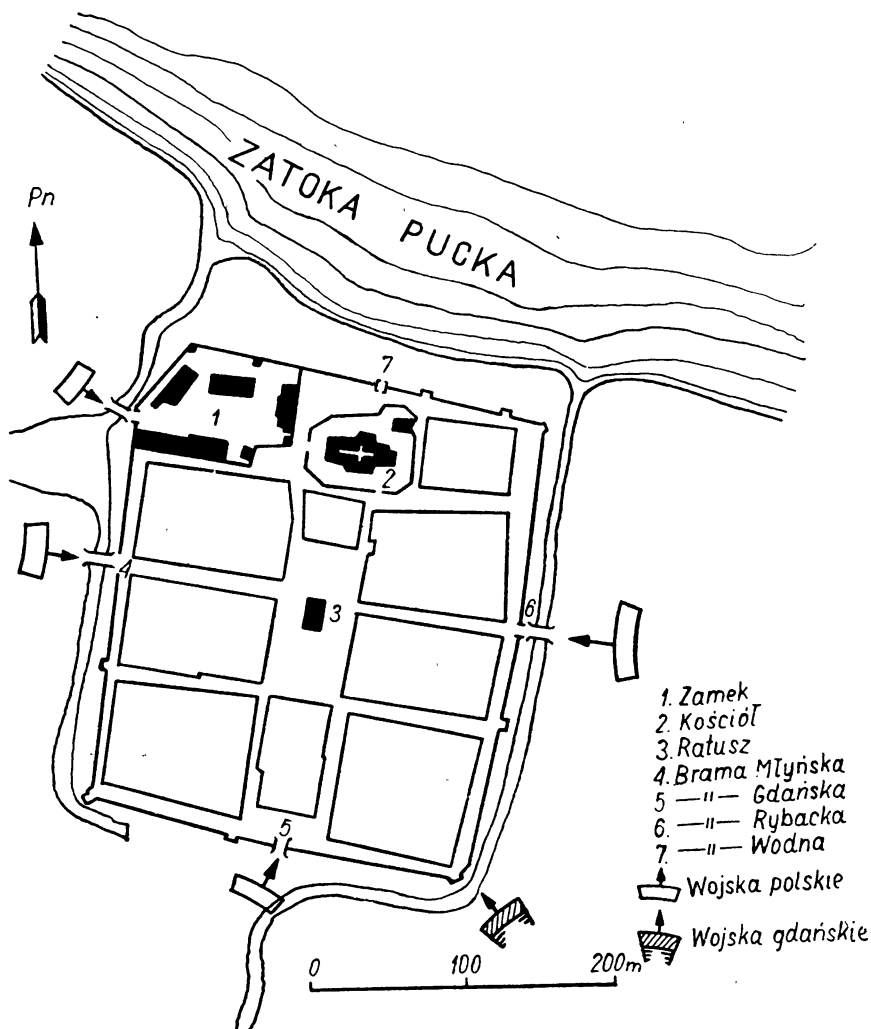 ZATOKA PUCKA
Pn
7
1
2
4
3
6
5
1. Zamek
2. Kościół
3. Ratusz
4. Brama Młyńska
5 —"— Gdańska
6. —"— Rybacka
7. —"— Wodna
Wojska polskie
Wojska gdańskie
0 100 200m